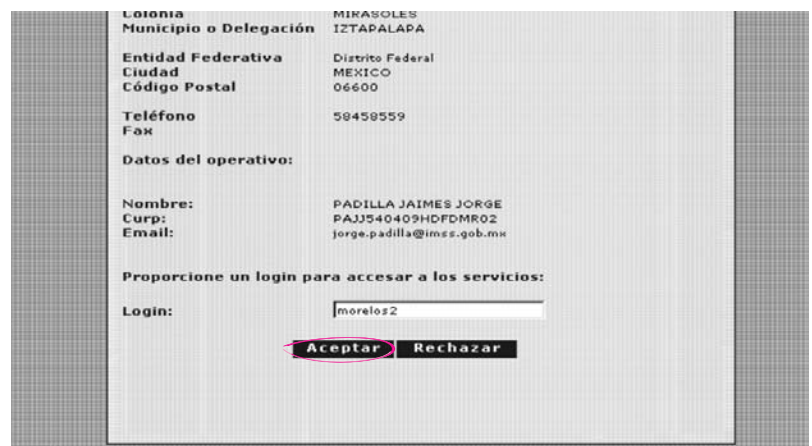 Colonia MIRASOLES
Municipio o Delegación IZTAPALAPA
Entidad Federativa Distrito Federal
Ciudad MEXICO
Código Postal 06600
Teléfono 58458559
Fax
Datos del operativo:
Nombre: PADILLA JAIMES JORGE
Curp: PAJJ540409HDFDMR02
Email: jorge.padilla@imss.gob.mx
Proporcione un login para accesar a los servicios:
Login: morelos2
Aceptar Rechazar